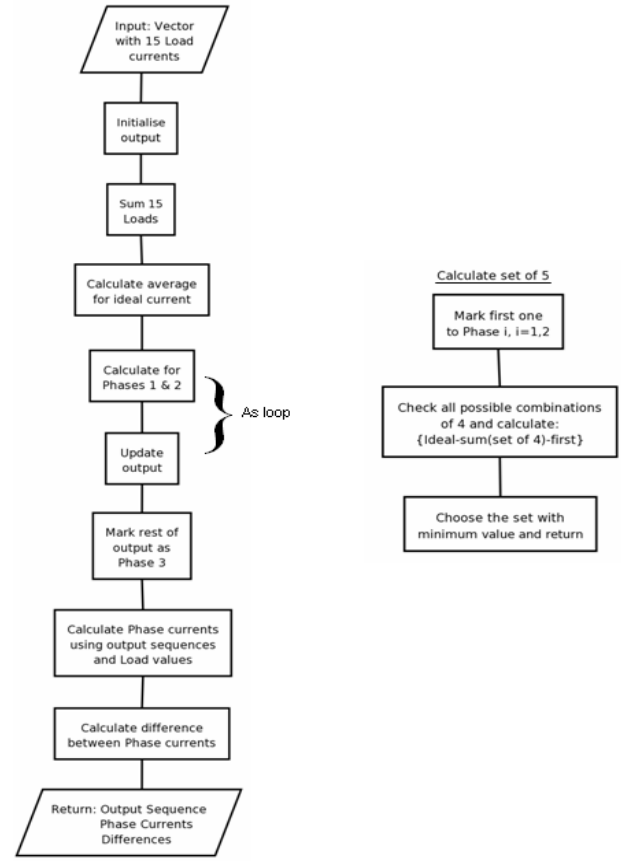 Input: Vector
with 15 Load
currents
Initialise
output
Sum 15
Loads
Calculate average
for ideal current
Calculate for
Phases 1 & 2
As loop
Update
output
Mark rest of
output as
Phase 3
Calculate Phase currents
using output sequences
and Load values
Calculate difference
between Phase currents
Return: Output Sequence
Phase Currents
Differences
Calculate set of 5
Mark first one
to Phase i, i=1,2
Check all possible combinations
of 4 and calculate:
{Ideal-sum(set of 4)-first}
Choose the set with
minimum value and return